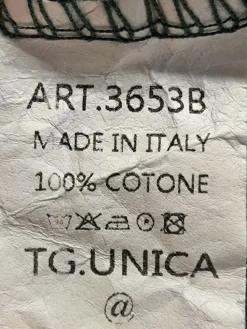 ART.3653B
MADE IN ITALY
100% COTONE
TG.UNICA
@